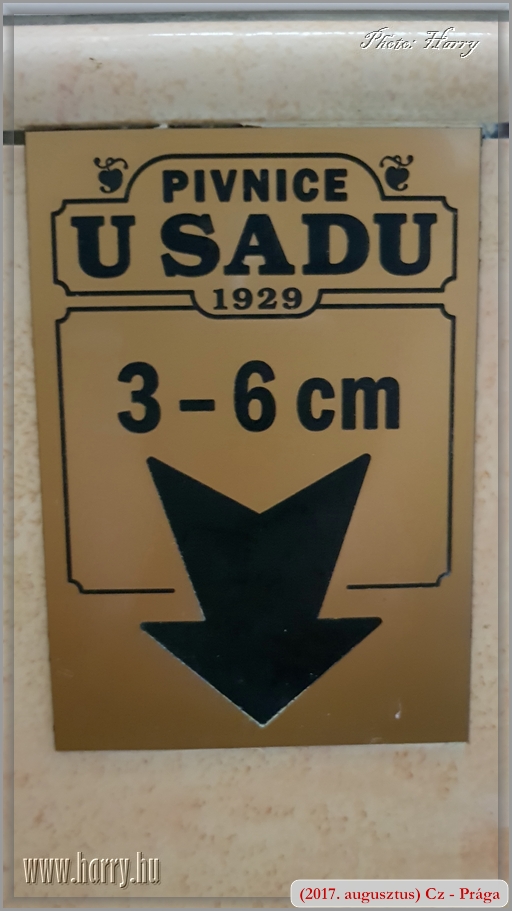 Photo: Harry
PIVNICE
U SADU
1929
3 – 6 cm
www.harry.hu
(2017. augusztus) Cz - Prága